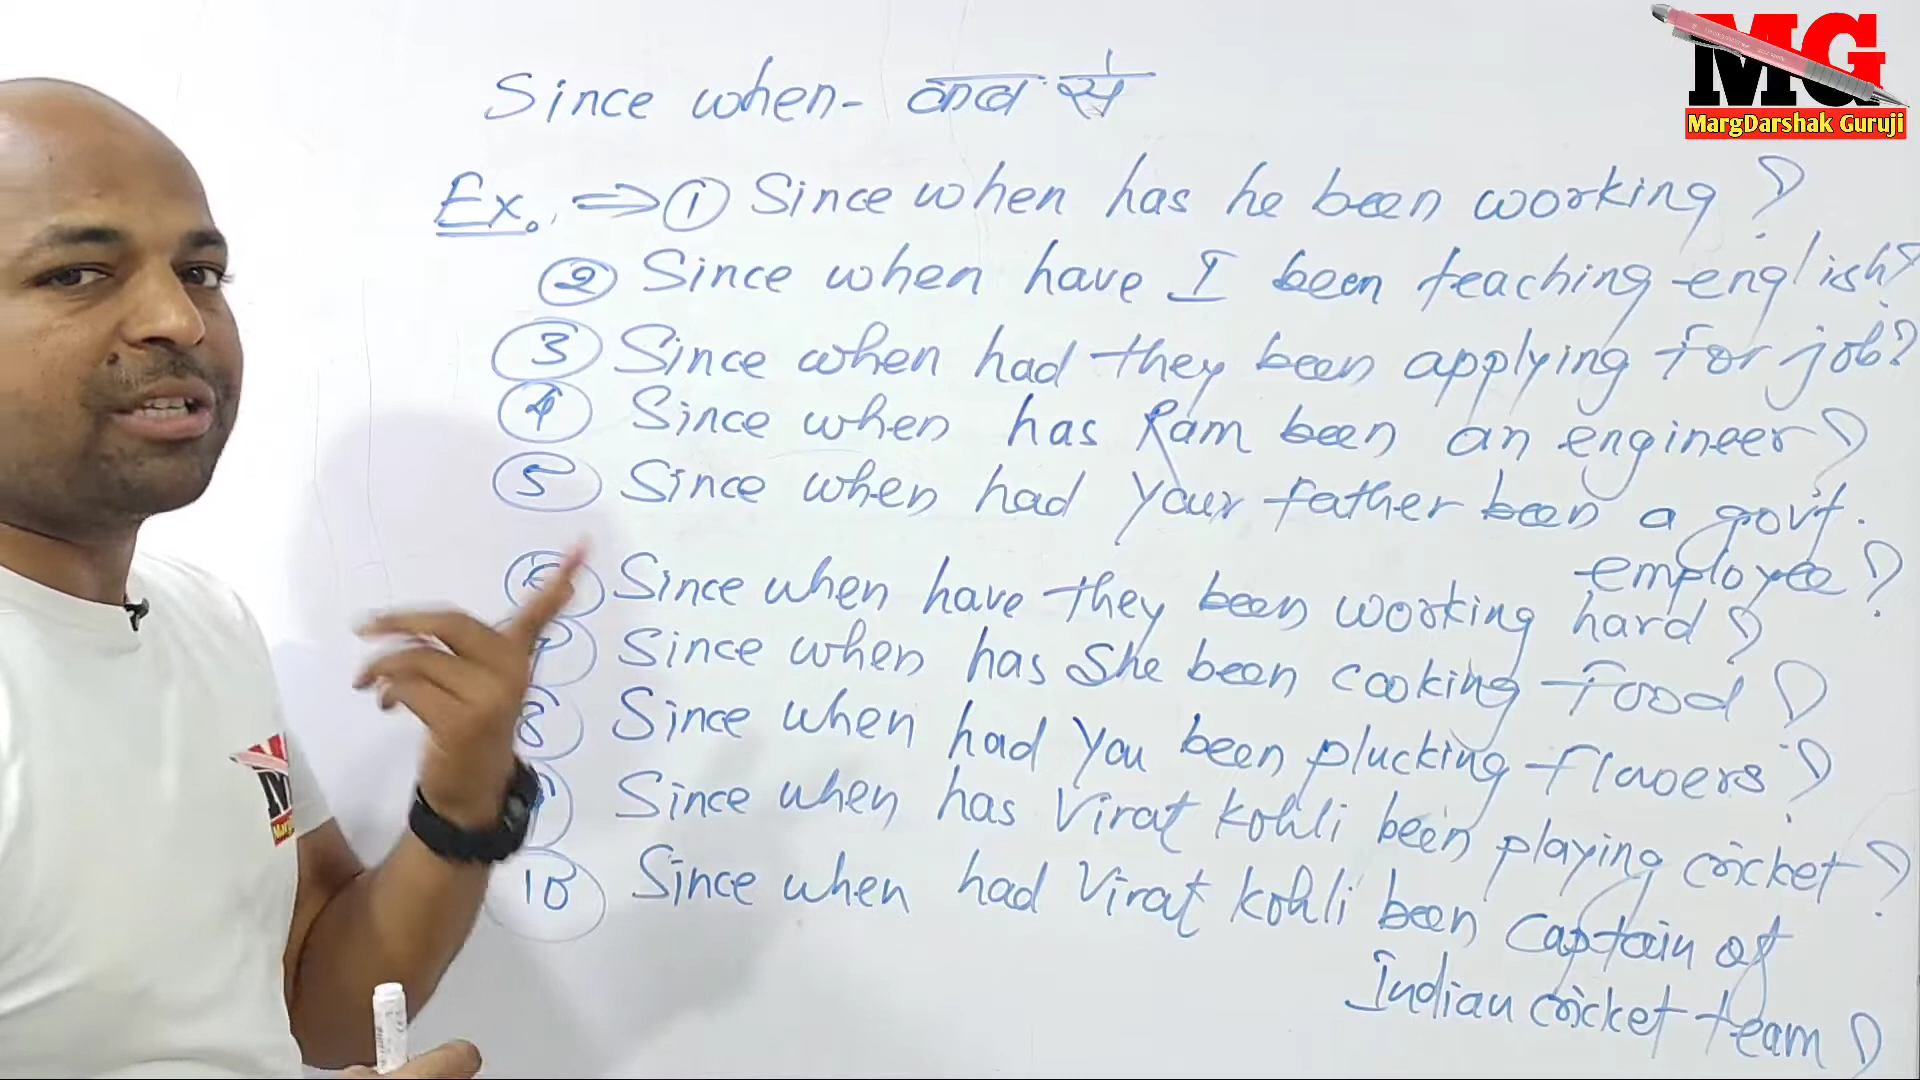 MG
MargDarshak Guruji
Since when- कब से
Ex. ⇒ ① Since when has he been working?
② Since when have I been teaching english?
③ Since when had they been applying for job?
④ Since when has Ram been an engineer?
⑤ Since when had your father been a govt.
employee?
⑥ Since when have they been working hard?
⑦ Since when has She been cooking food?
⑧ Since when had you been plucking flowers?
⑨ Since when has Virat kohli been playing cricket?
⑩ Since when had Virat kohli been captain of
Indian cricket team?